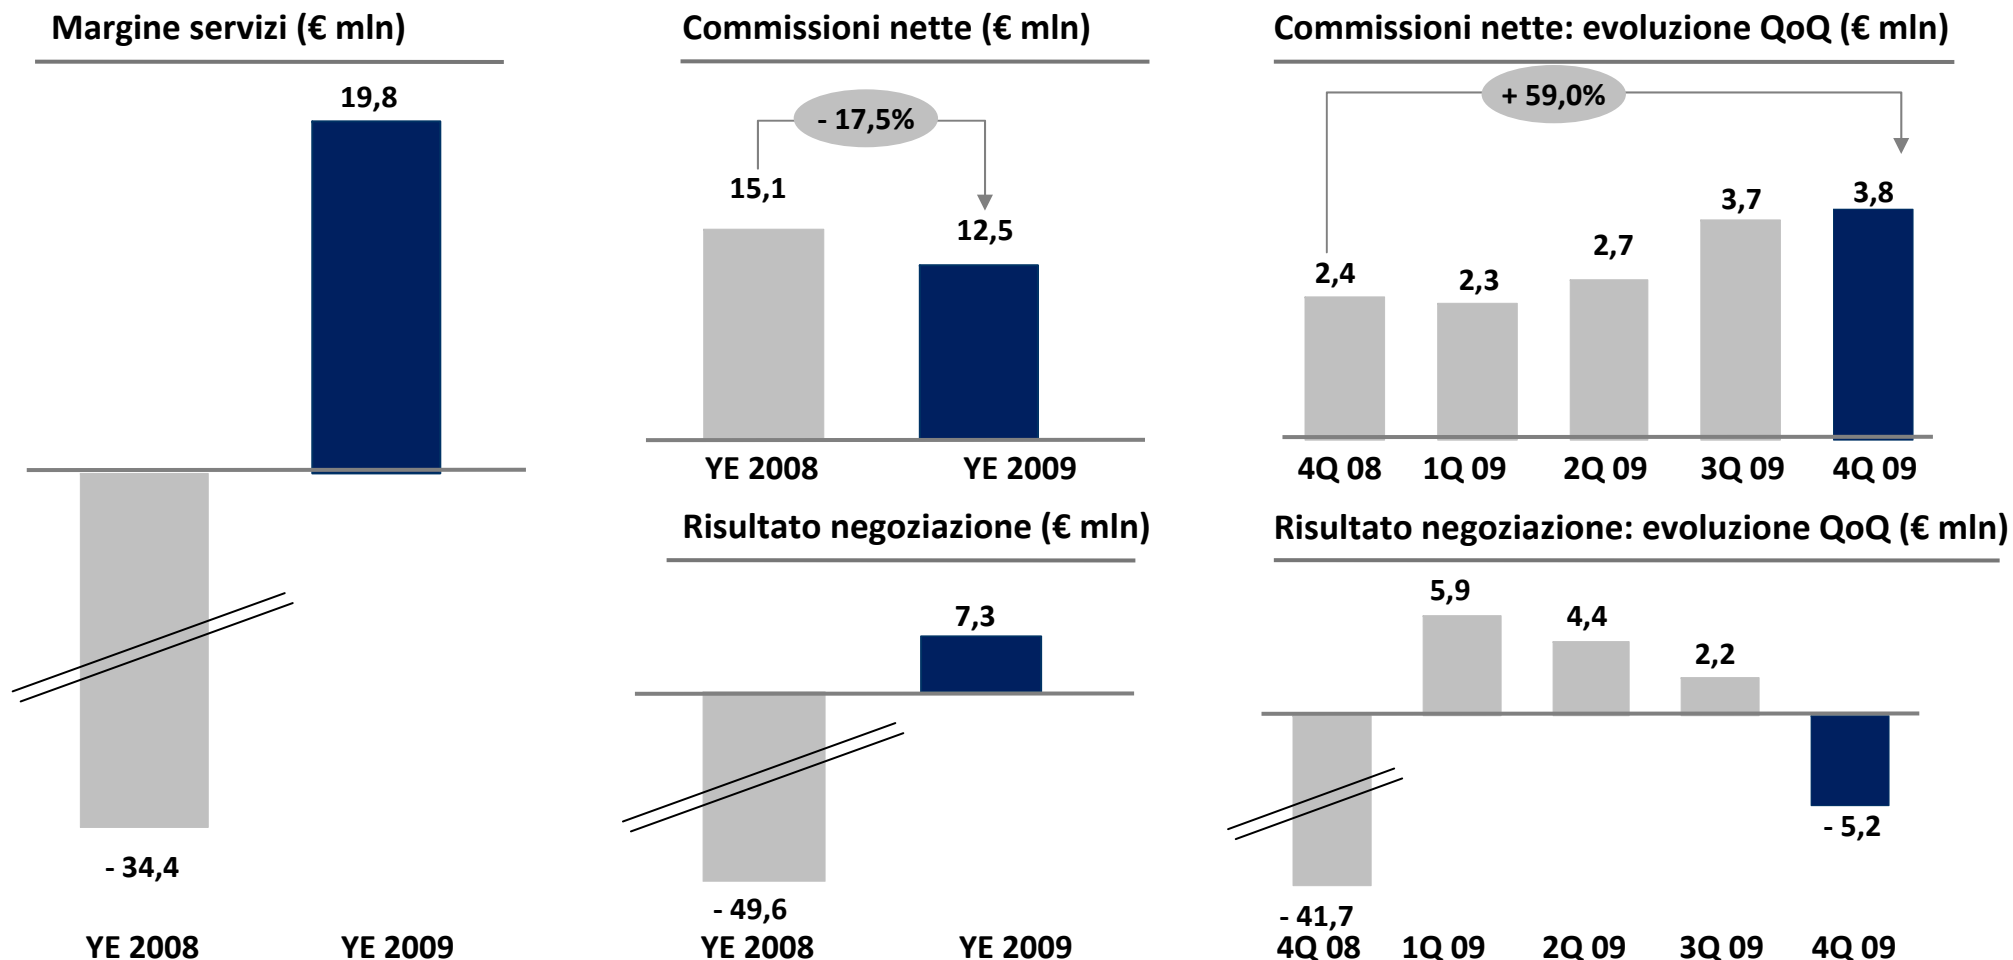 Margine servizi (€ mln)
19,8
- 34,4
YE 2008 YE 2009
Commissioni nette (€ mln)
- 17,5%
15,1
12,5
YE 2008 YE 2009
Commissioni nette: evoluzione QoQ (€ mln)
+ 59,0%
2,4 2,3 2,7 3,7 3,8
4Q 08 1Q 09 2Q 09 3Q 09 4Q 09
Risultato negoziazione (€ mln)
7,3
- 49,6
YE 2008 YE 2009
Risultato negoziazione: evoluzione QoQ (€ mln)
5,9
4,4
2,2
- 5,2
- 41,7
4Q 08 1Q 09 2Q 09 3Q 09 4Q 09